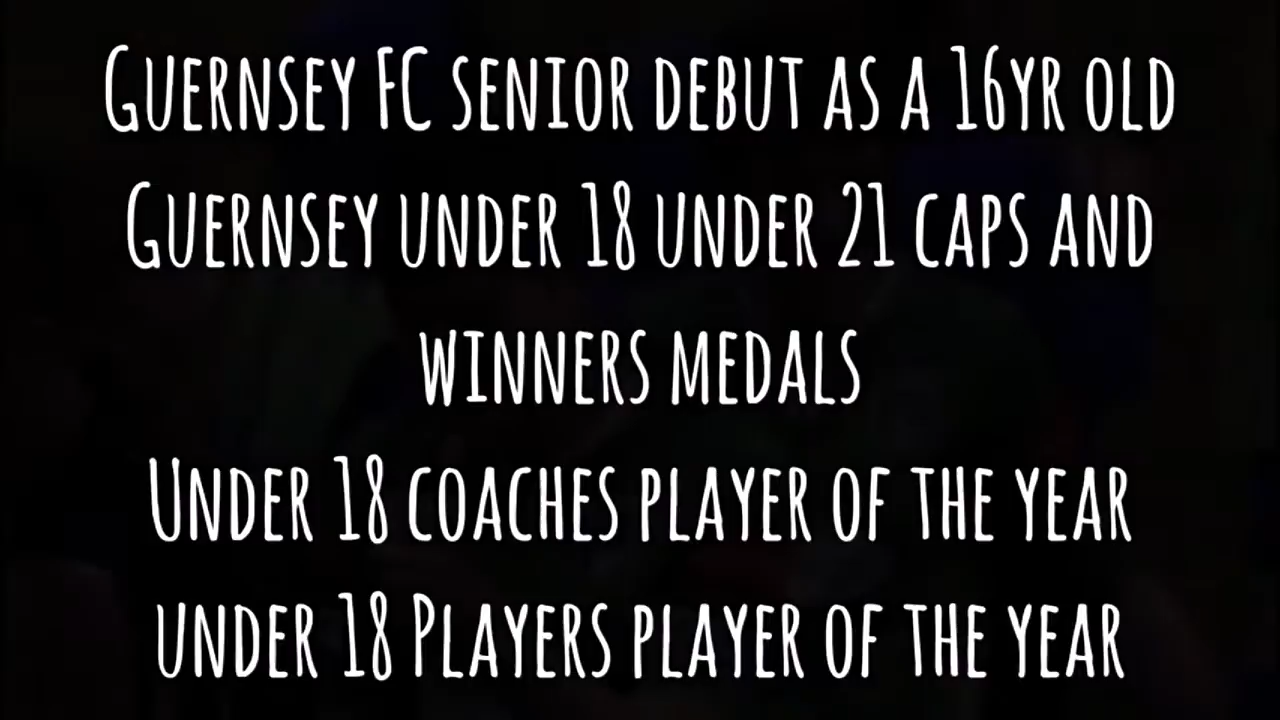 Guernsey FC senior debut as a 16yr old
Guernsey under 18 under 21 caps and
winners medals
Under 18 coaches player of the year
under 18 Players player of the year